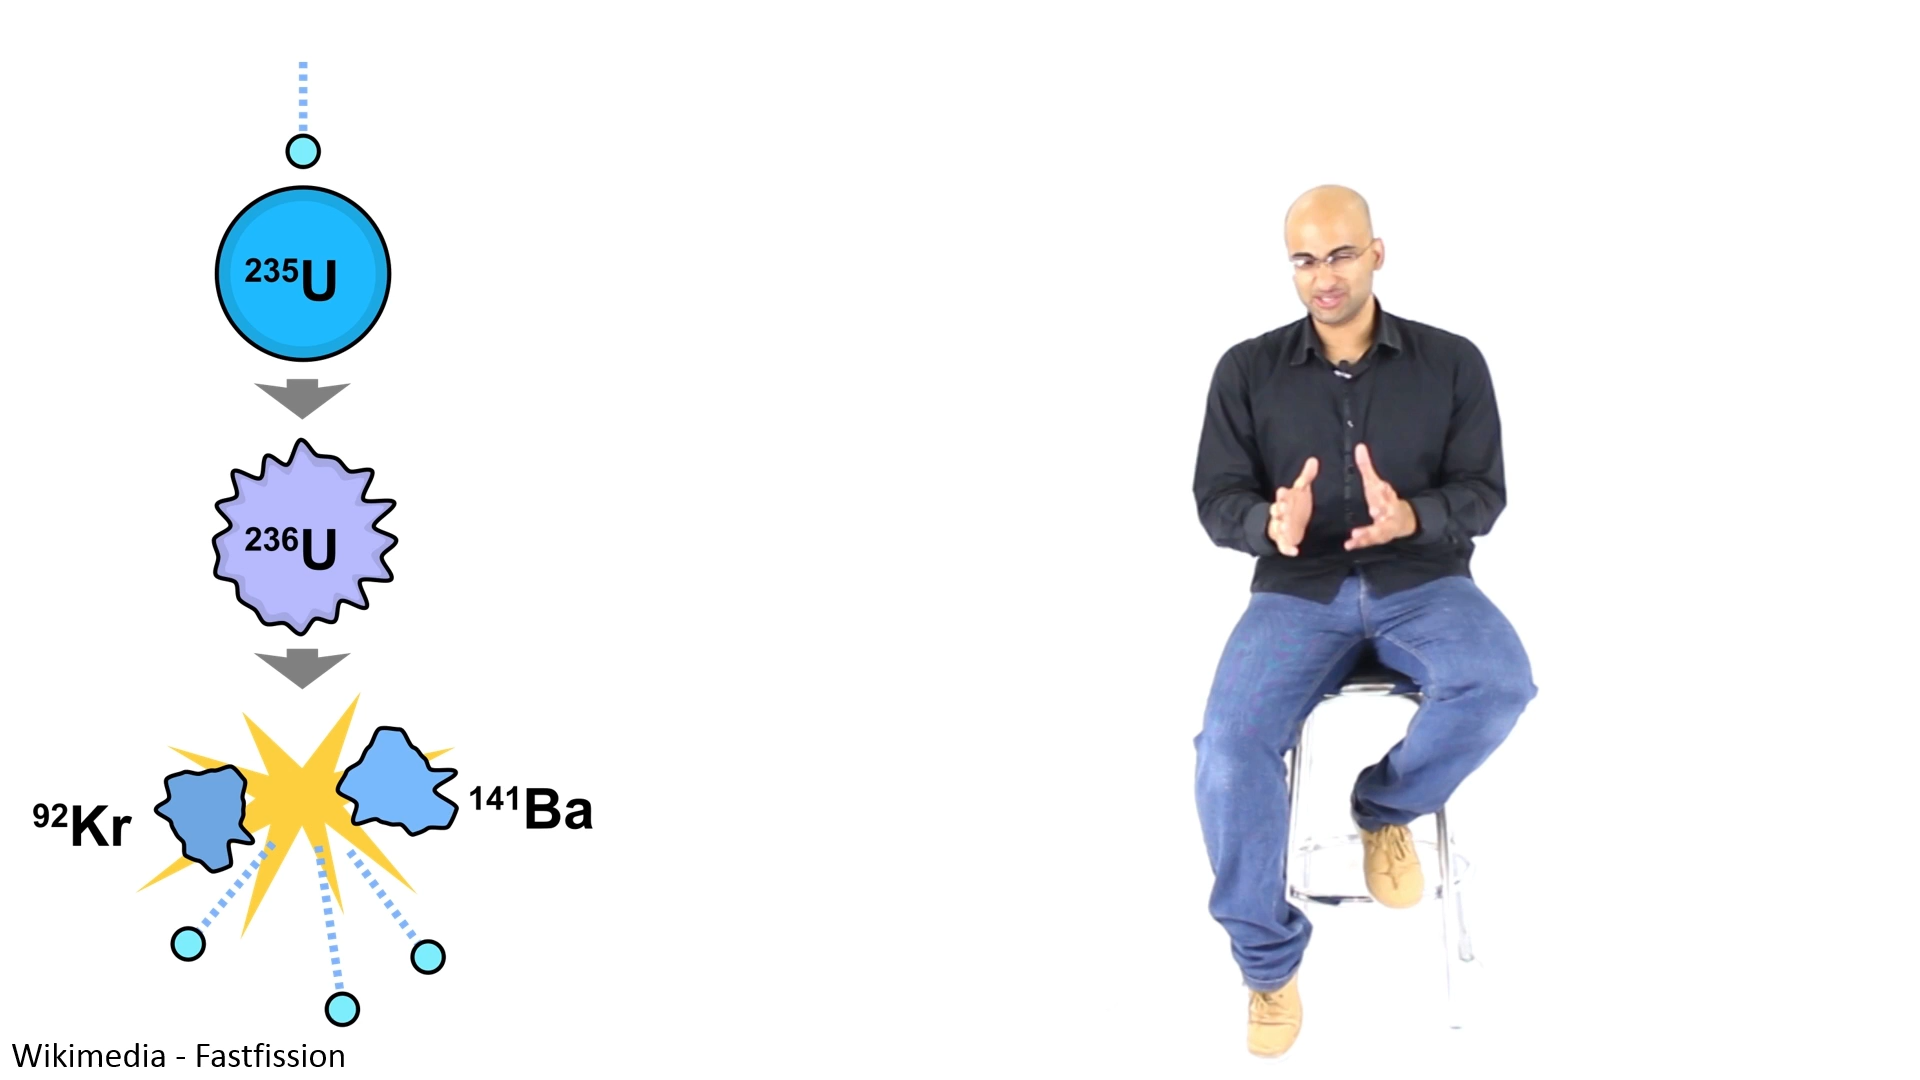 ²³⁵U
²³⁶U
⁹²Kr
¹⁴¹Ba
Wikimedia - Fastfission